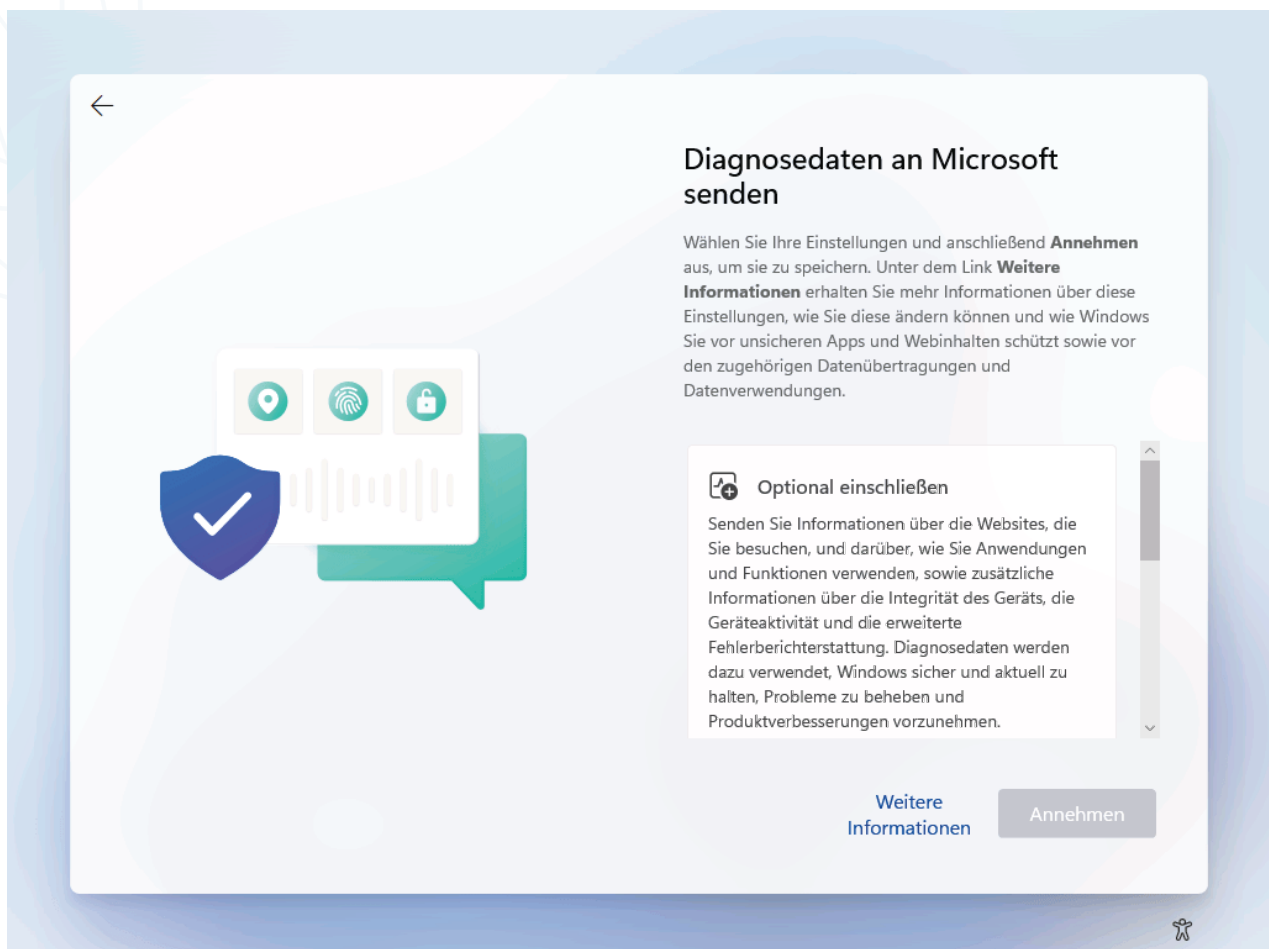 Diagnosedaten an Microsoft
senden
Wählen Sie Ihre Einstellungen und anschließend Annehmen
aus, um sie zu speichern. Unter dem Link Weitere
Informationen erhalten Sie mehr Informationen über diese
Einstellungen, wie Sie diese ändern können und wie Windows
Sie vor unsicheren Apps und Webinhalten schützt sowie vor
den zugehörigen Datenübertragungen und
Datenverwendungen.
Optional einschließen
Senden Sie Informationen über die Websites, die
Sie besuchen, und darüber, wie Sie Anwendungen
und Funktionen verwenden, sowie zusätzliche
Informationen über die Integrität des Geräts, die
Geräteaktivität und die erweiterte
Fehlerberichterstattung. Diagnosedaten werden
dazu verwendet, Windows sicher und aktuell zu
halten, Probleme zu beheben und
Produktverbesserungen vorzunehmen.
Weitere
Informationen
Annehmen